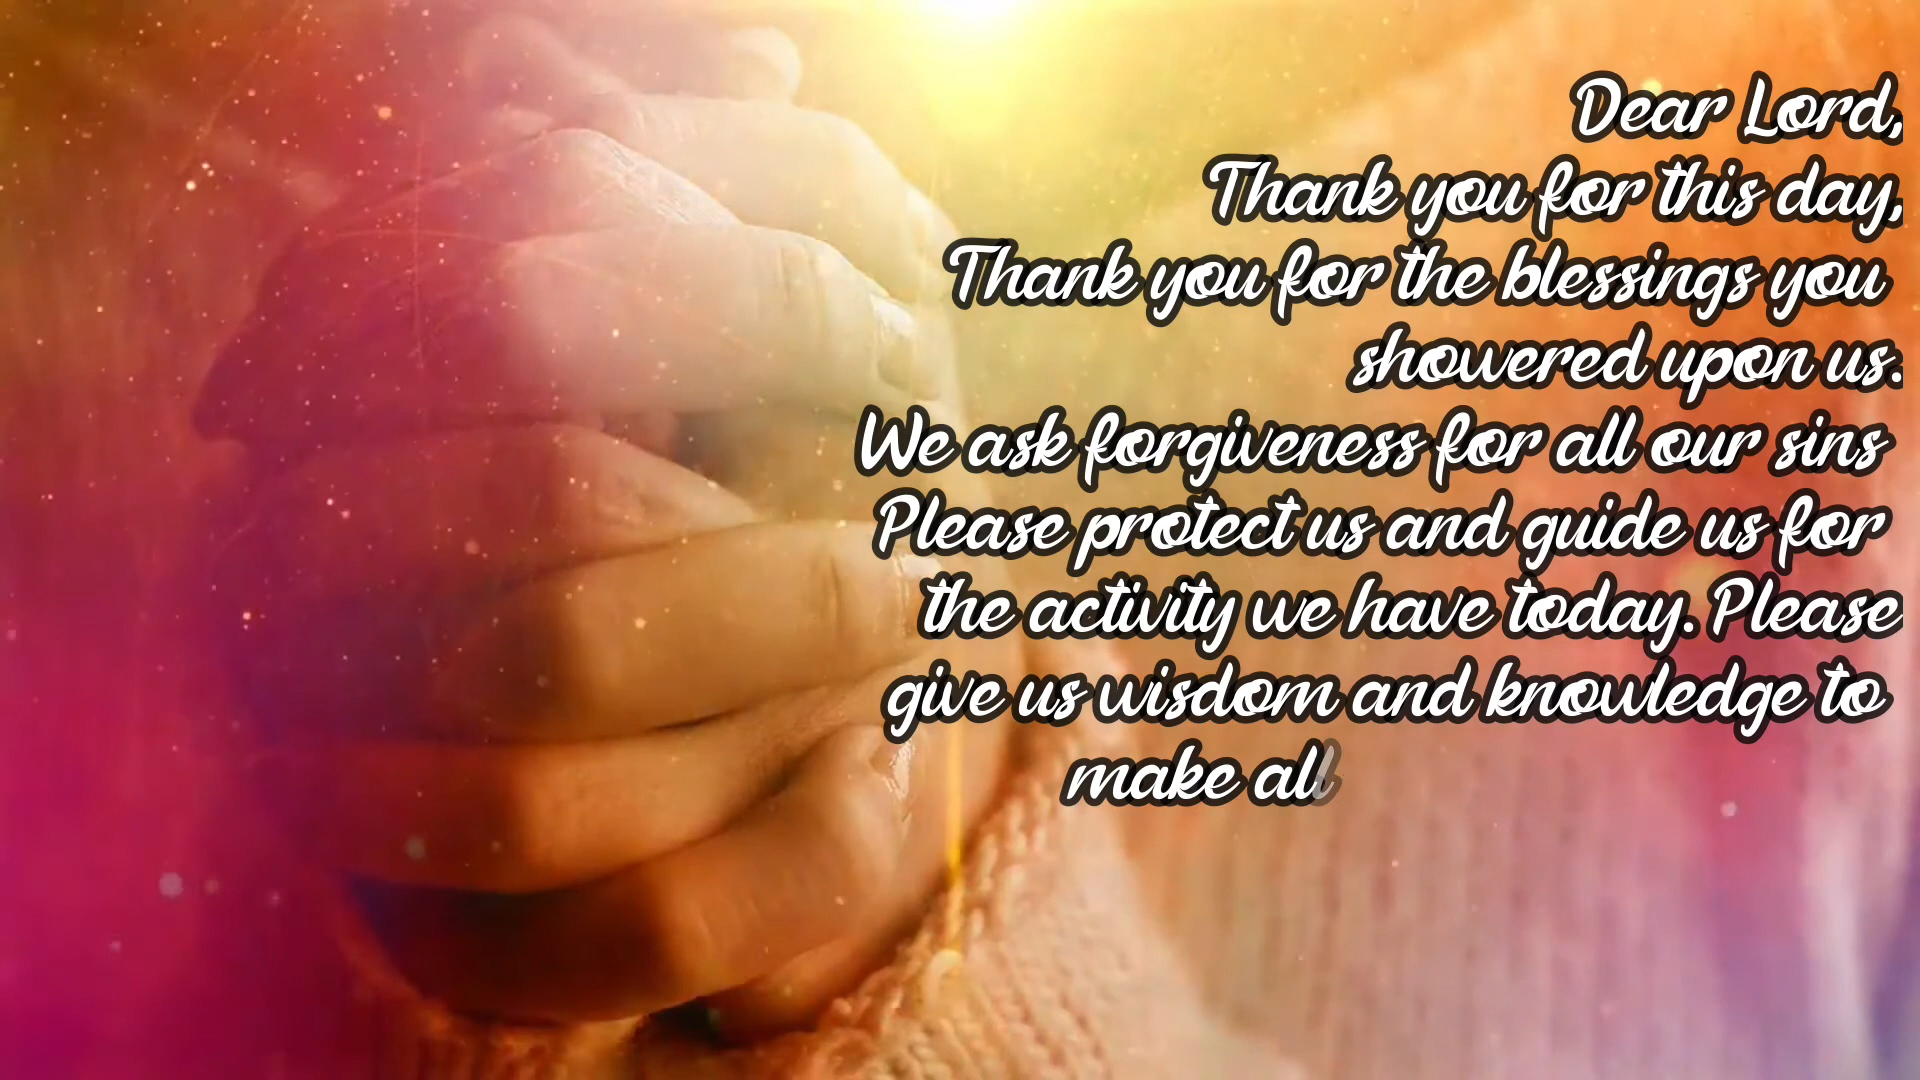 Dear Lord,
Thank you for this day,
Thank you for the blessings you
showered upon us.
We ask forgiveness for all our sins
Please protect us and guide us for
the activity we have today. Please
give us wisdom and knowledge to
make all